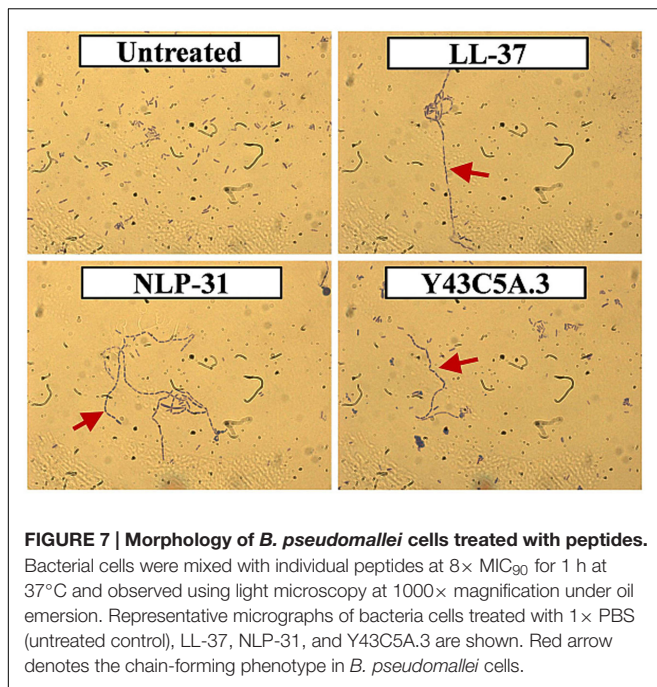 Untreated
LL-37
NLP-31
Y43C5A.3
FIGURE 7 | Morphology of B. pseudomallei cells treated with peptides.
Bacterial cells were mixed with individual peptides at 8× MIC90 for 1 h at
37°C and observed using light microscopy at 1000× magnification under oil
emersion. Representative micrographs of bacteria cells treated with 1× PBS
(untreated control), LL-37, NLP-31, and Y43C5A.3 are shown. Red arrow
denotes the chain-forming phenotype in B. pseudomallei cells.